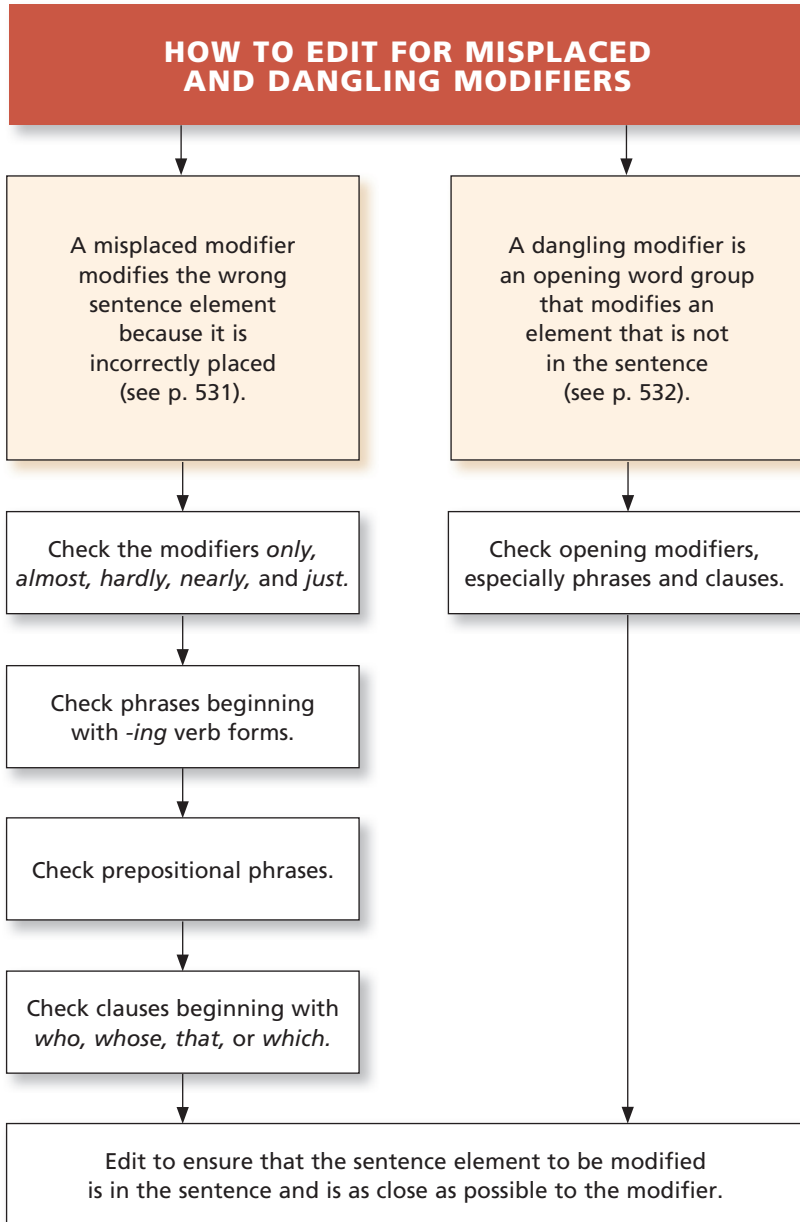 HOW TO EDIT FOR MISPLACED
AND DANGLING MODIFIERS
A misplaced modifier
modifies the wrong
sentence element
because it is
incorrectly placed
(see p. 531).
Check the modifiers only,
almost, hardly, nearly, and just.
Check phrases beginning
with -ing verb forms.
Check prepositional phrases.
Check clauses beginning with
who, whose, that, or which.
A dangling modifier is
an opening word group
that modifies an
element that is not
in the sentence
(see p. 532).
Check opening modifiers,
especially phrases and clauses.
Edit to ensure that the sentence element to be modified
is in the sentence and is as close as possible to the modifier.